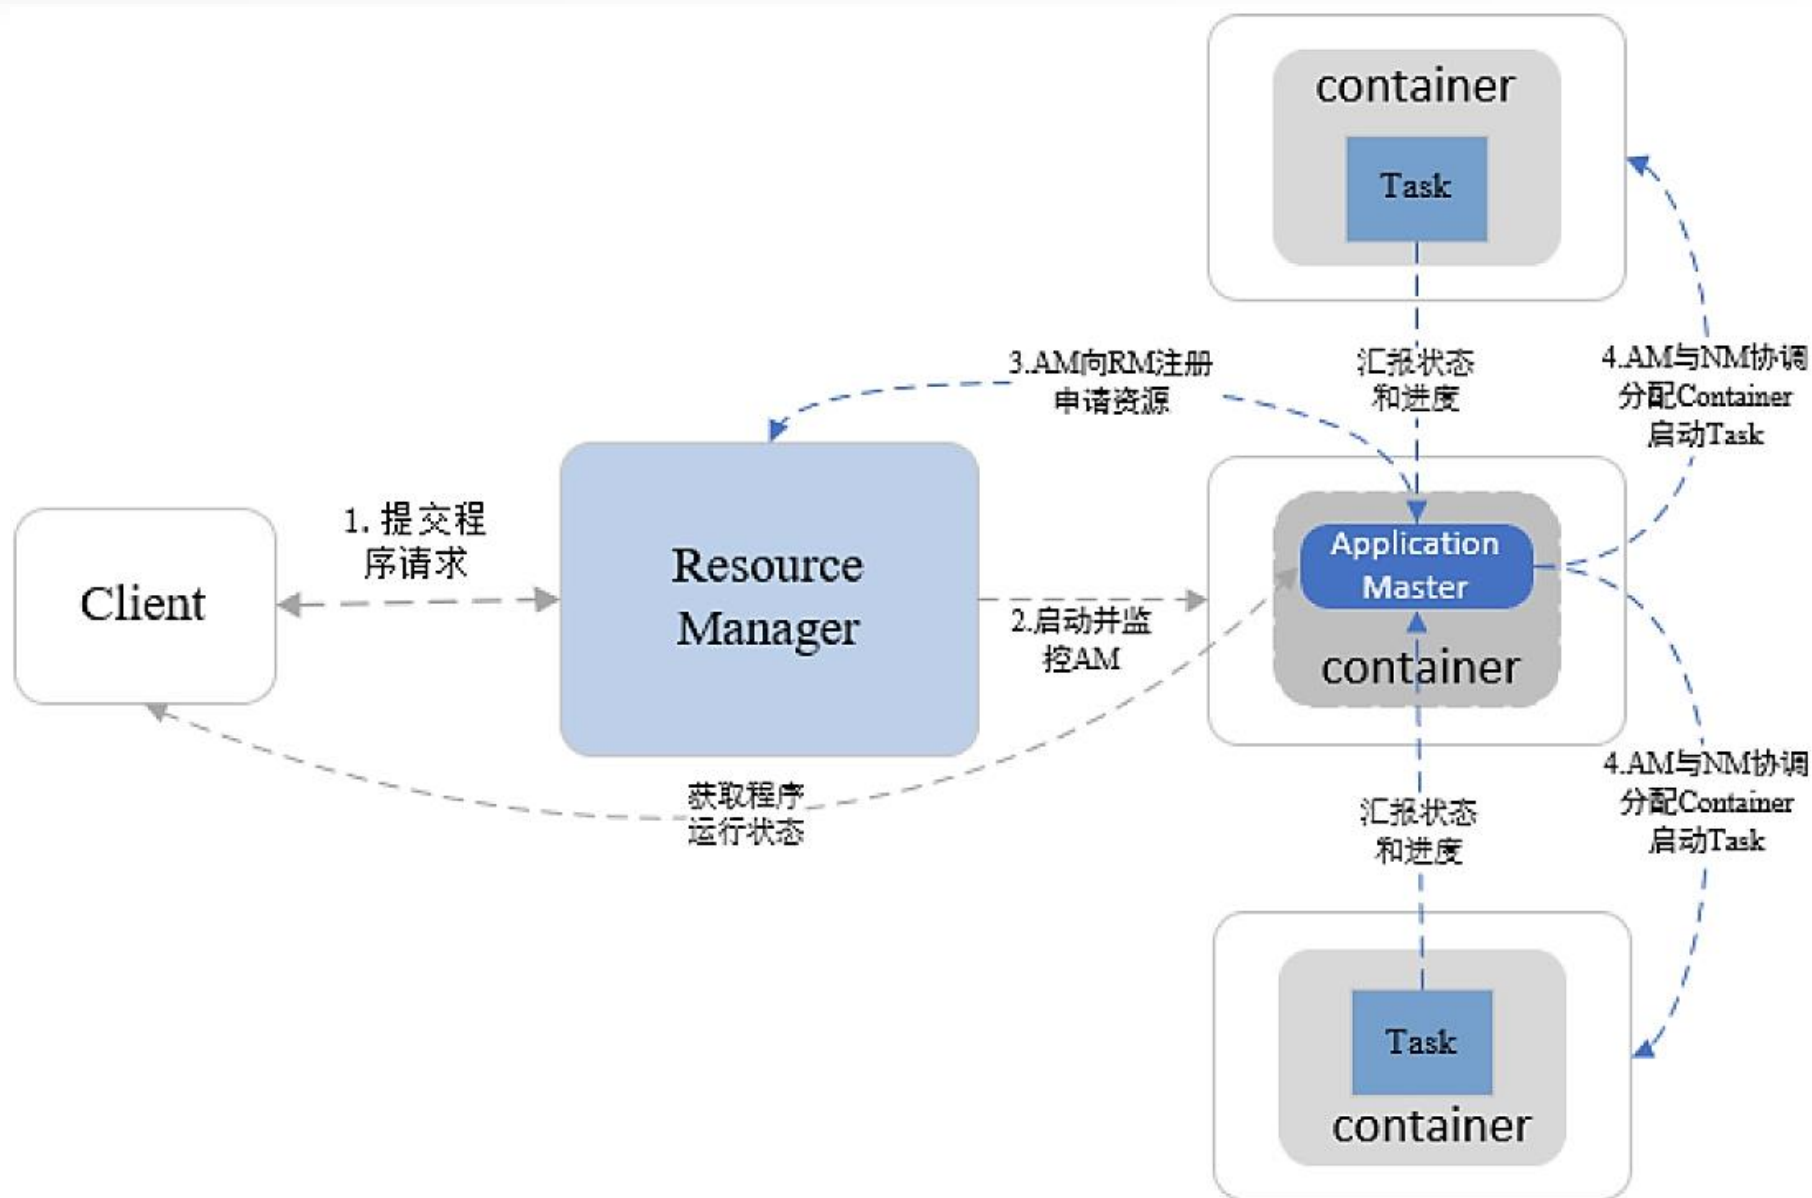 container
Task
3.AM向RM注册
申请资源
汇报状态
和进度
4.AM与NM协调
分配Container
启动Task
1. 提交程
序请求
Client
Resource
Manager
2.启动并监
控AM
Application
Master
container
获取程序
运行状态
汇报状态
和进度
4.AM与NM协调
分配Container
启动Task
Task
container